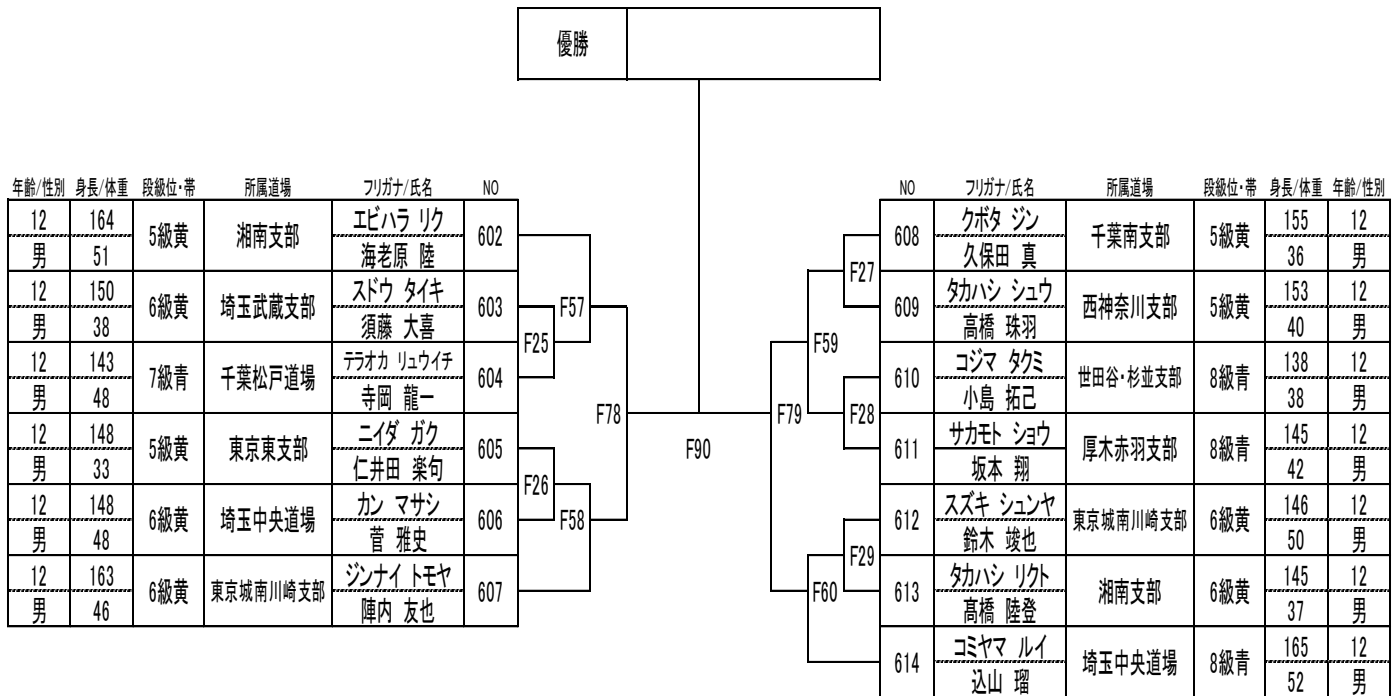 優勝
年齢/性別 身長/体重 段級位・帯 所属道場 フリガナ/氏名 NO
12 164 5級黄 湘南支部 エビハラ リク 602
男 51 海老原 陸
12 150 6級黄 埼玉武蔵支部 スドウ タイキ 603
男 38 須藤 大喜
12 143 7級青 千葉松戸道場 テラオカ リュウイチ 604
男 48 寺岡 龍一
12 148 5級黄 東京東支部 ニイダ ガク 605
男 33 仁井田 楽句
12 148 6級黄 埼玉中央道場 カン マサシ 606
男 48 菅 雅史
12 163 6級黄 東京城南川崎支部 ジンナイ トモヤ 607
男 46 陣内 友也
F57
F25
F78
F26
F58
F90
F27
F59
F79
F28
F29
F60
NO フリガナ/氏名 所属道場 段級位・帯 身長/体重 年齢/性別
608 クボタ ジン 千葉南支部 5級黄 155 12
久保田 真 36 男
609 タカハシ シュウ 西神奈川支部 5級黄 153 12
高橋 珠羽 40 男
610 コジマ タクミ 世田谷・杉並支部 8級青 138 12
小島 拓己 38 男
611 サカモト ショウ 厚木赤羽支部 8級青 145 12
坂本 翔 42 男
612 スズキ シュンヤ 東京城南川崎支部 6級黄 146 12
鈴木 竣也 50 男
613 タカハシ リクト 湘南支部 6級黄 145 12
髙橋 陸登 37 男
614 コミヤマ ルイ 埼玉中央道場 8級青 165 12
込山 瑠 52 男